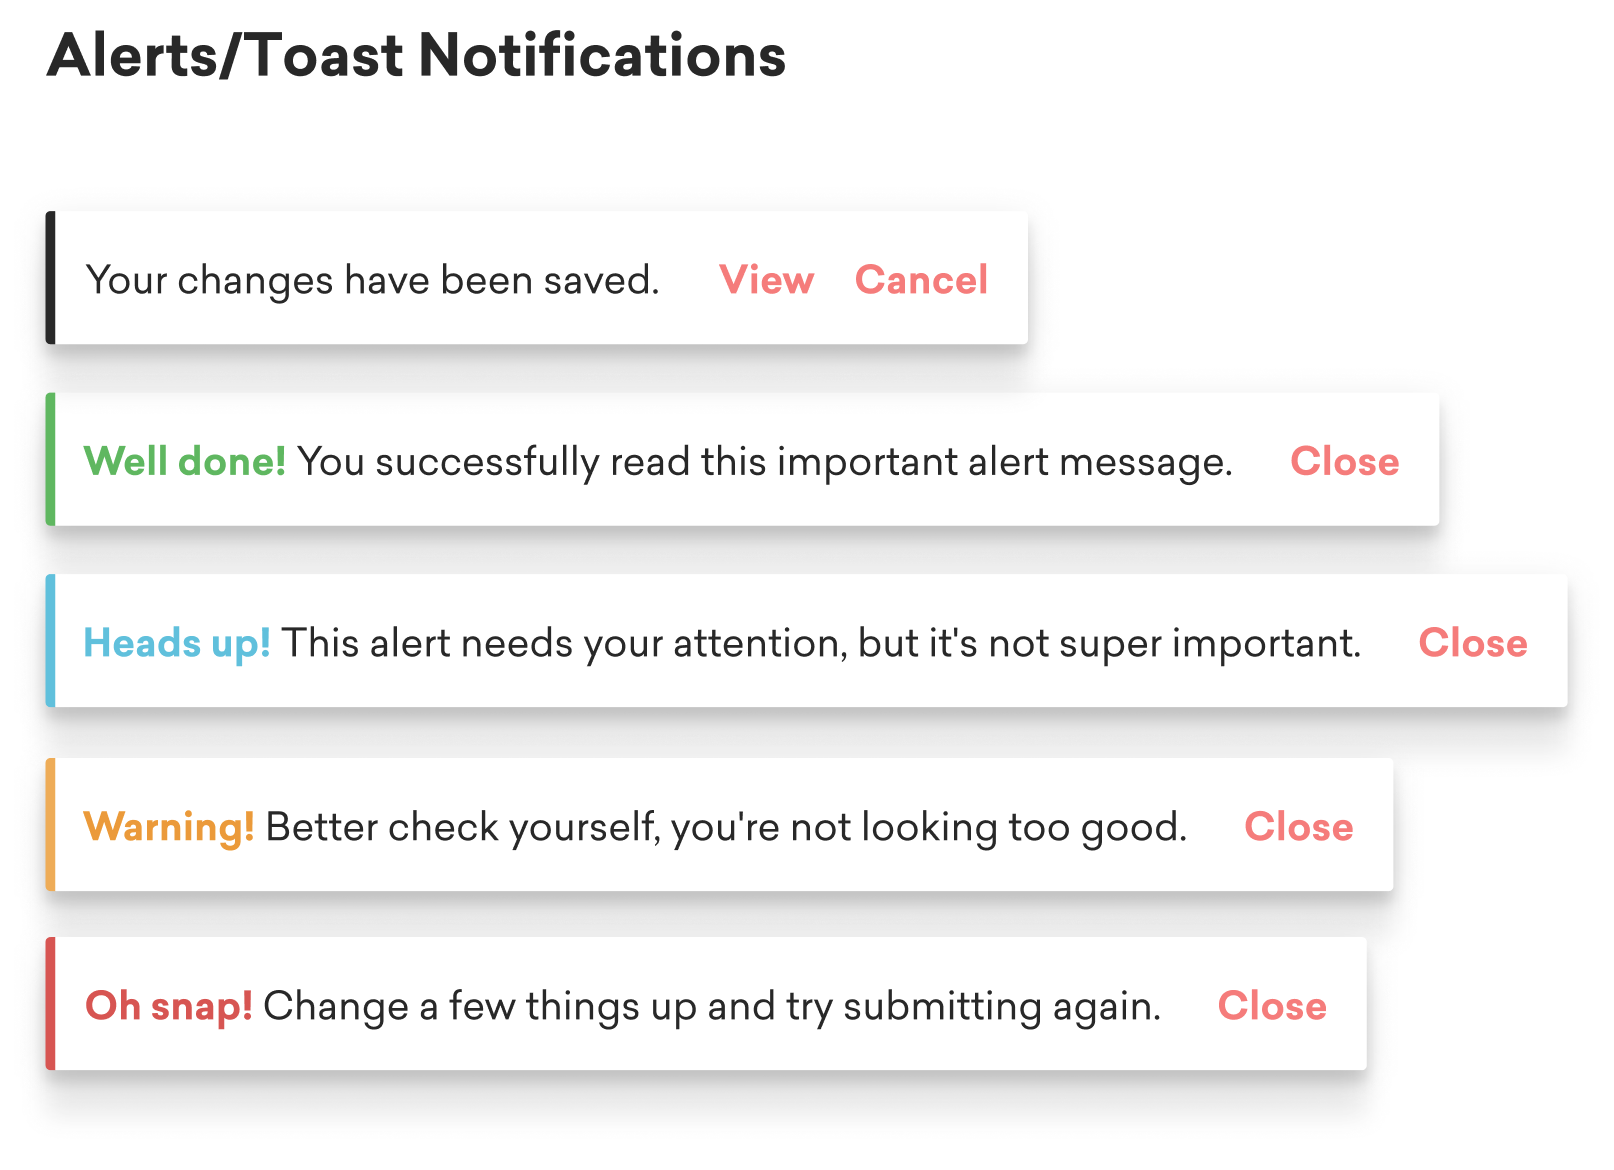 Alerts/Toast Notifications
Your changes have been saved. View Cancel
Well done! You successfully read this important alert message. Close
Heads up! This alert needs your attention, but it's not super important. Close
Warning! Better check yourself, you're not looking too good. Close
Oh snap! Change a few things up and try submitting again. Close